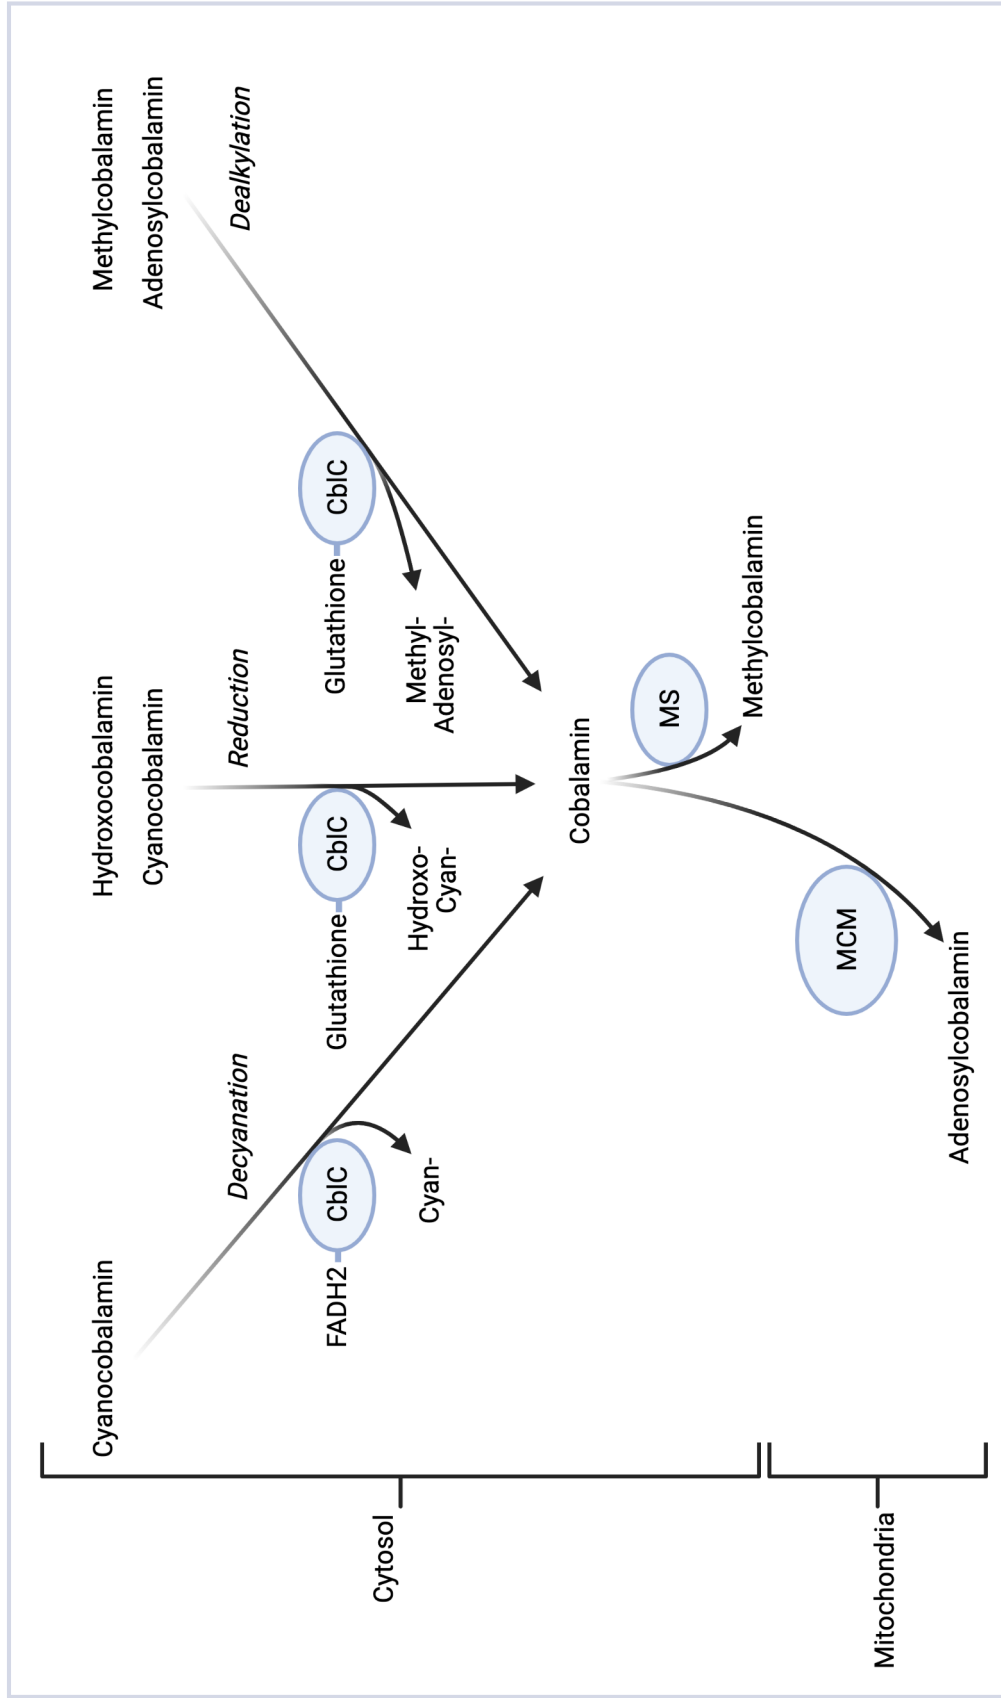 Cyanocobalamin
Hydroxocobalamin
Cyanocobalamin
Methylcobalamin
Adenosylcobalamin
Decyanation
Reduction
Dealkylation
FADH2
CblC
Glutathione
CblC
Glutathione
CblC
Cyan-
Hydroxo-
Cyan-
Methyl-
Adenosyl-
Cytosol
Cobalamin
MS
Methylcobalamin
MCM
Mitochondria
Adenosylcobalamin